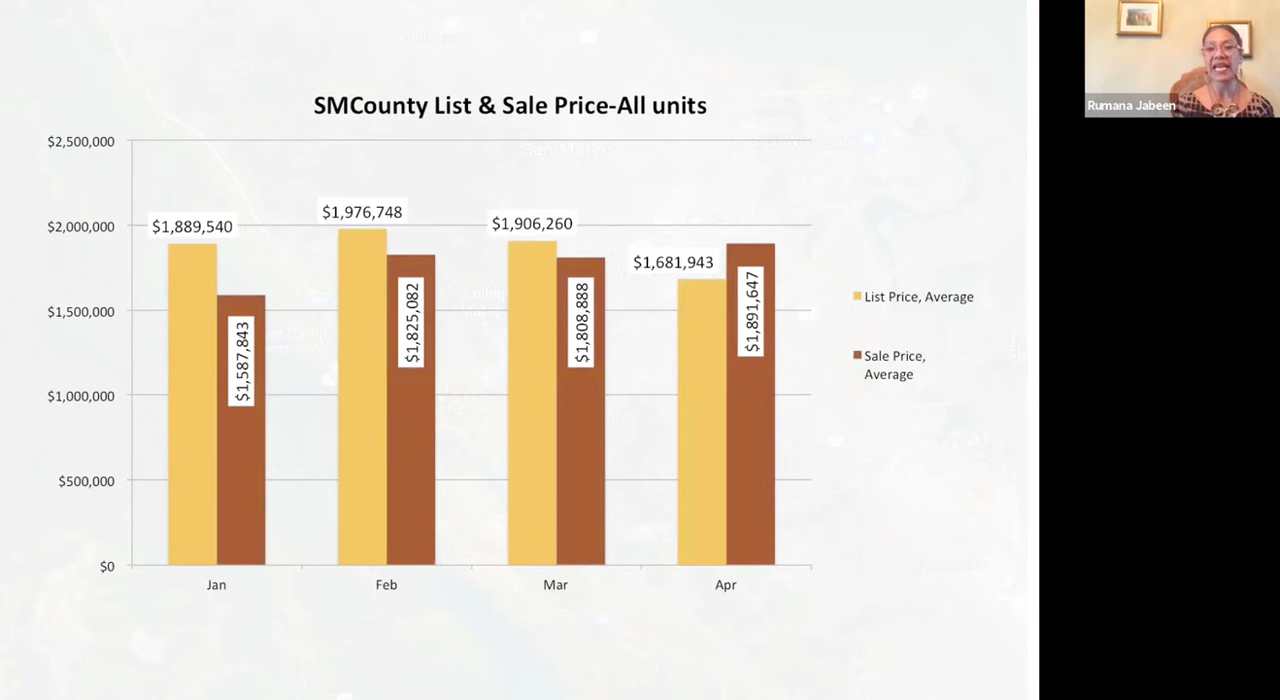 SMCounty List & Sale Price-All units
$2,500,000
$2,000,000
$1,500,000
$1,000,000
$500,000
$0
$1,889,540
$1,587,843
$1,976,748
$1,825,082
$1,906,260
$1,808,888
$1,681,943
$1,891,647
Jan
Feb
Mar
Apr
List Price, Average
Sale Price,
Average
San Mateo
Rumana Jabeen